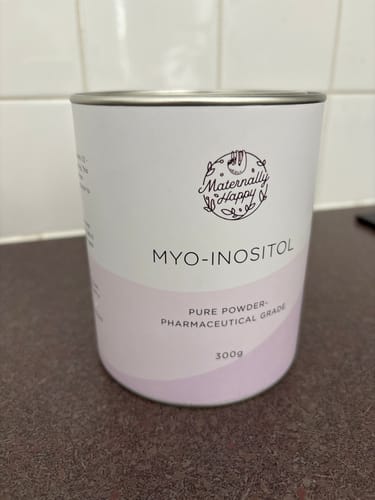 Maternally
Happy
MYO-INOSITOL
PURE POWDER-
PHARMACEUTICAL GRADE
300g